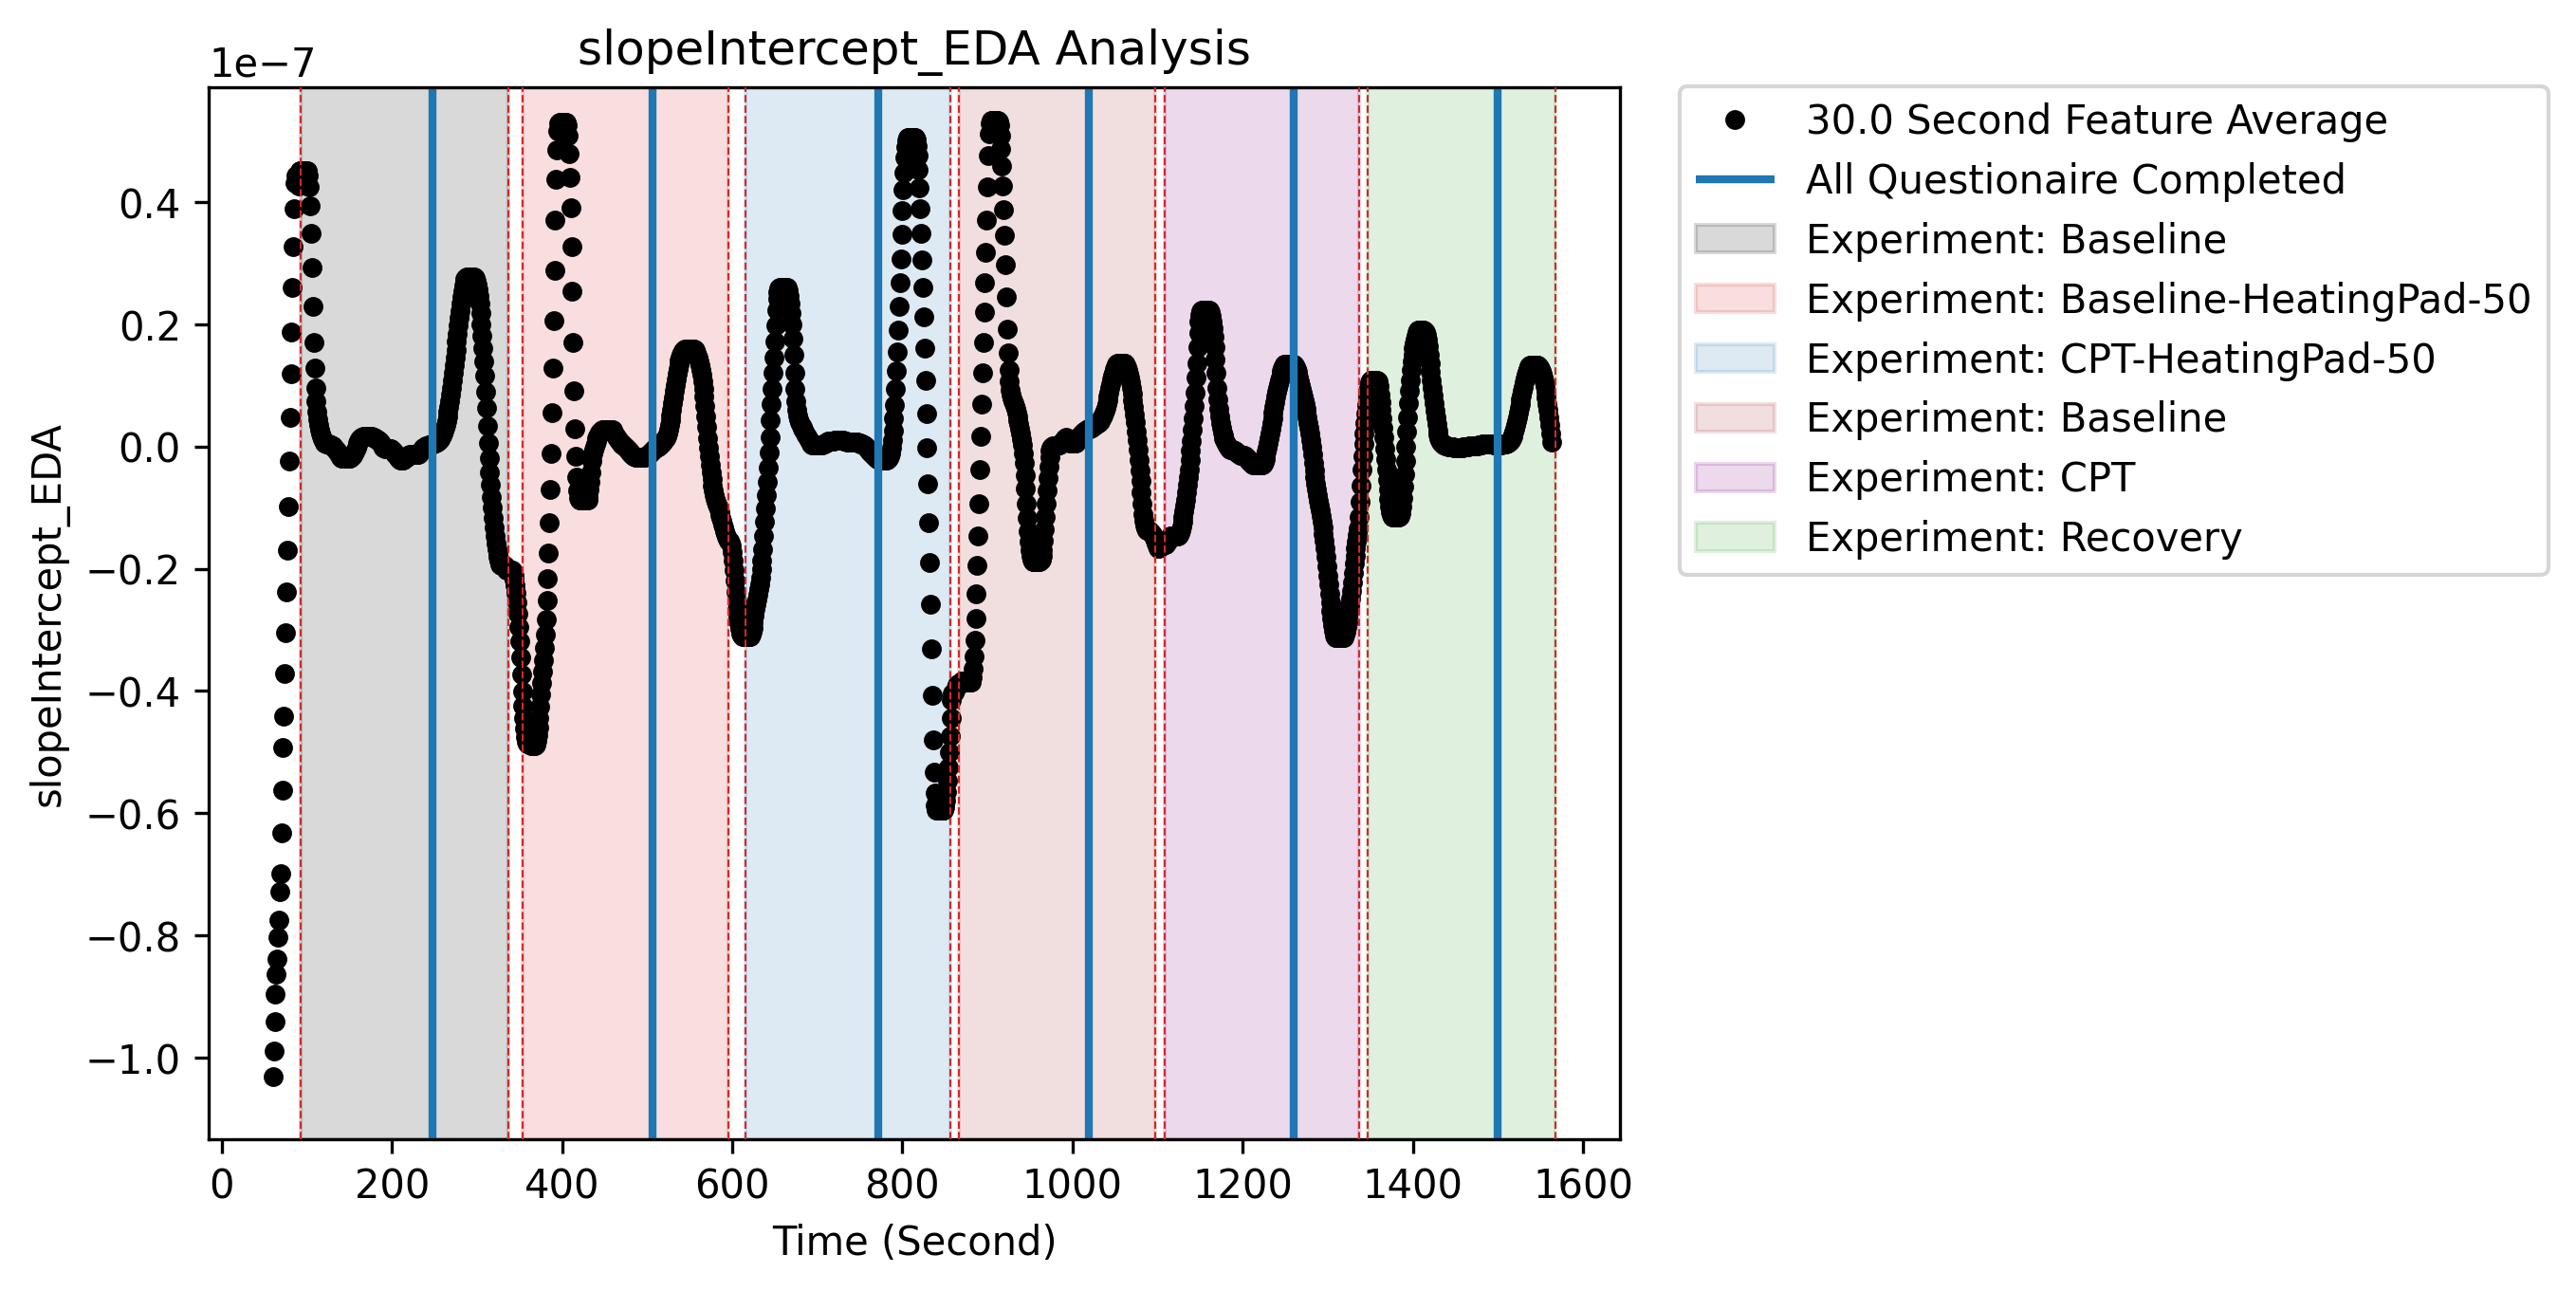 slopeIntercept_EDA Analysis
1e−7
0.4
0.2
0.0
−0.2
−0.4
−0.6
−0.8
−1.0
slopeIntercept_EDA
0 200 400 600 800 1000 1200 1400 1600
Time (Second)
30.0 Second Feature Average
All Questionaire Completed
Experiment: Baseline
Experiment: Baseline-HeatingPad-50
Experiment: CPT-HeatingPad-50
Experiment: Baseline
Experiment: CPT
Experiment: Recovery